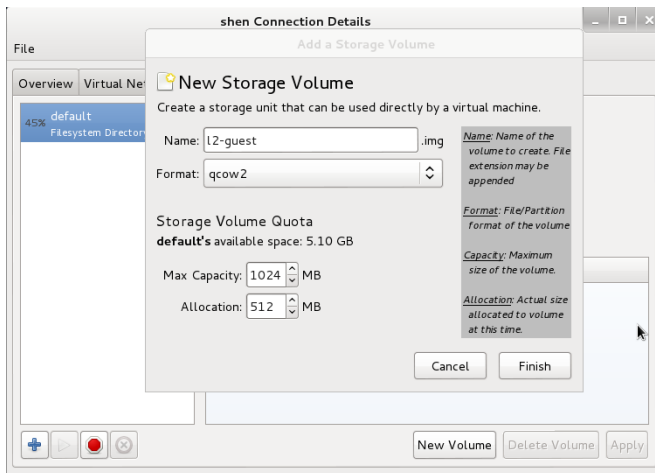 shen Connection Details
File
Add a Storage Volume
Overview
Virtual Ne
45% default
Filesystem Directory
New Storage Volume
Create a storage unit that can be used directly by a virtual machine.
Name: l2-guest .img
Format: qcow2
Storage Volume Quota
default's available space: 5.10 GB
Max Capacity: 1024 MB
Allocation: 512 MB
Name: Name of the
volume to create. File
extension may be
appended
Format: File/Partition
format of the volume
Capacity: Maximum
size of the volume.
Allocation: Actual size
allocated to volume
at this time.
Cancel
Finish
New Volume
Delete Volume
Apply